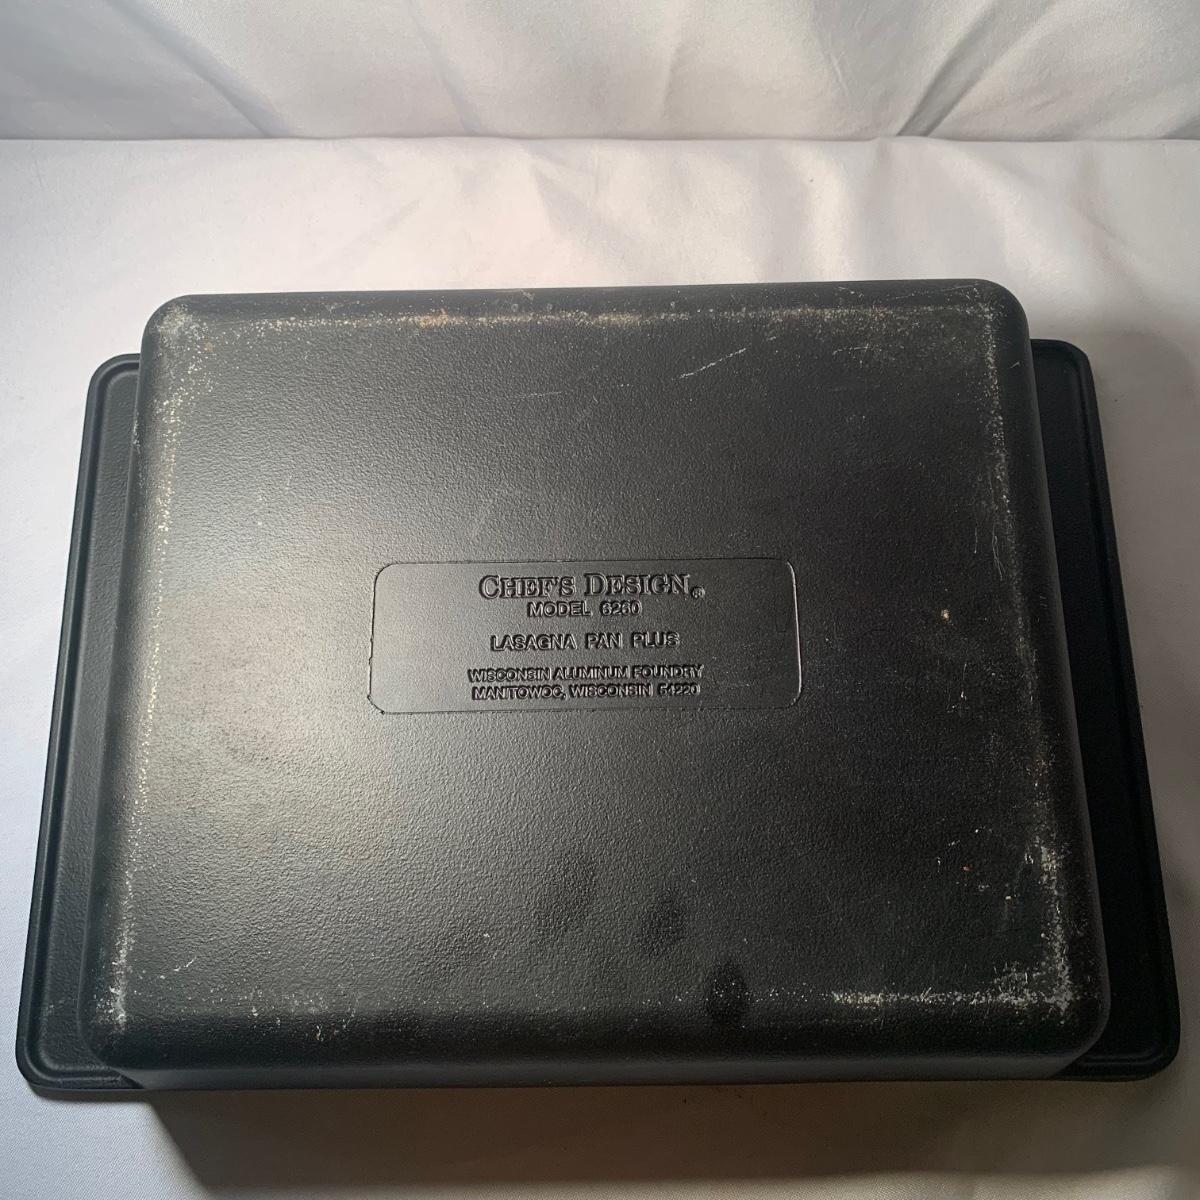 CHEF'S DESIGN®
MODEL 6260
LASAGNA PAN PLUS
WISCONSIN ALUMINUM FOUNDRY
MANITOWOC, WISCONSIN 54220